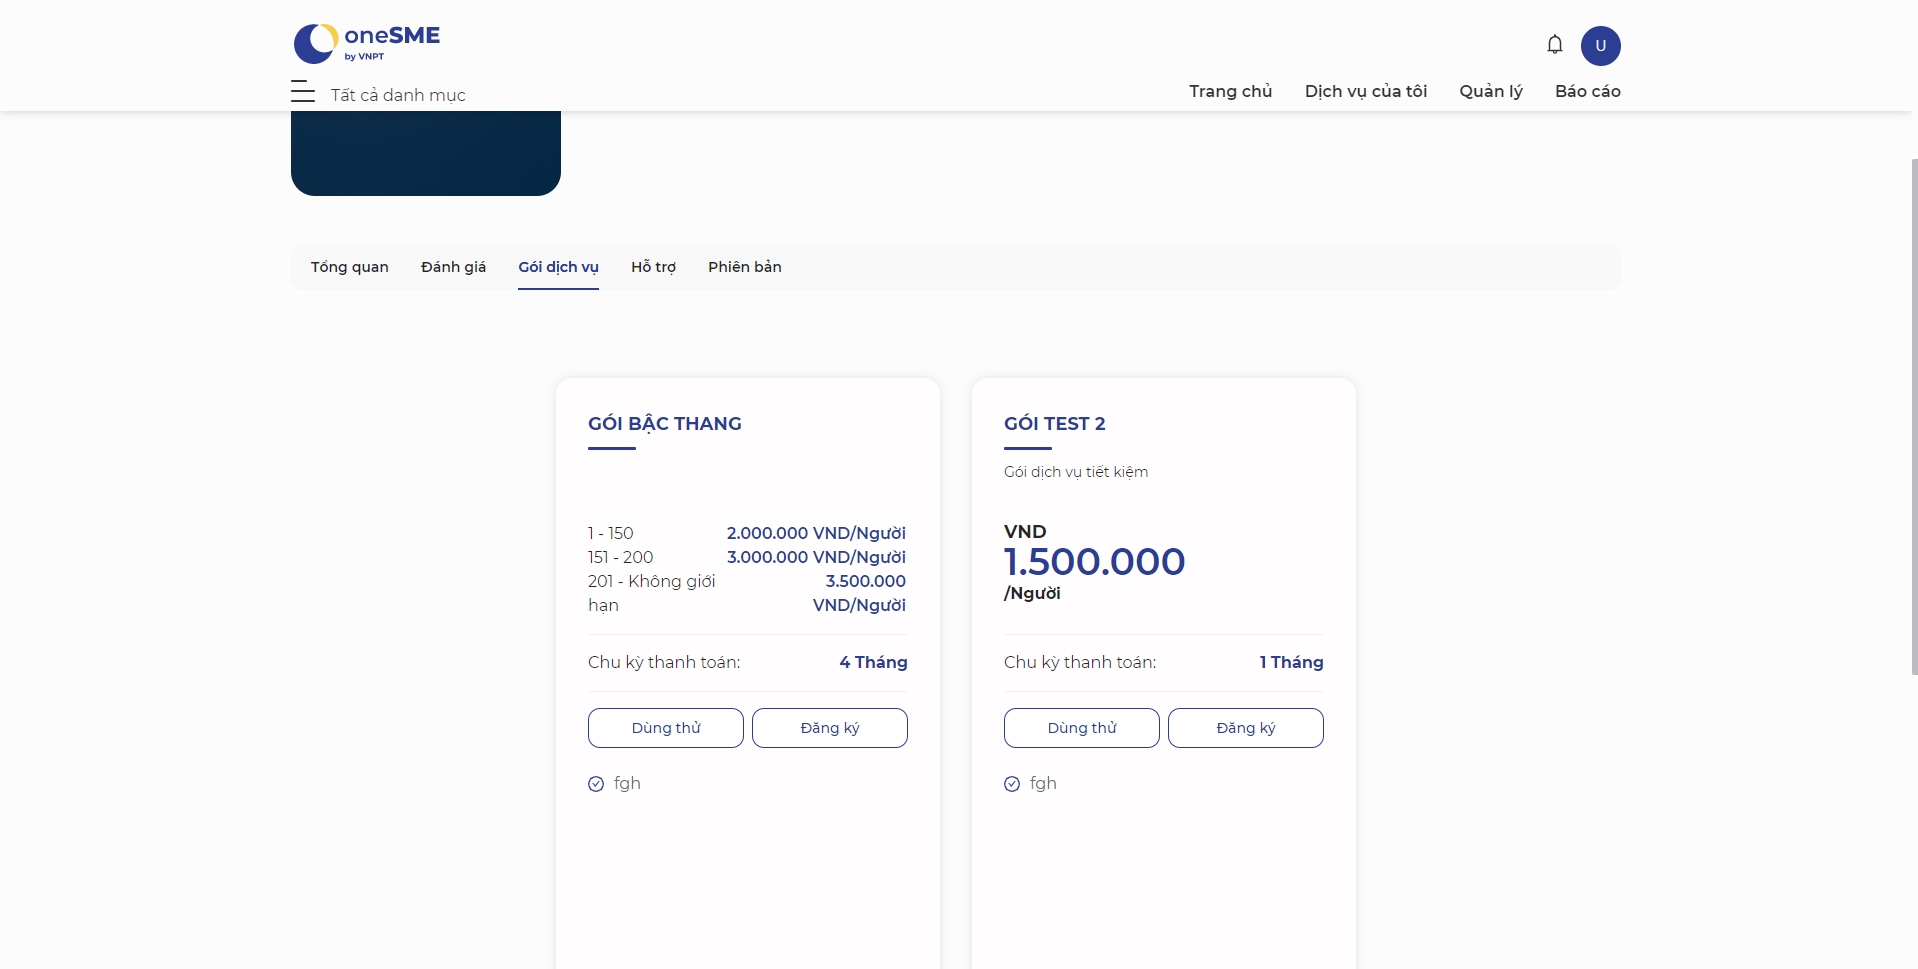 oneSME
by VNPT
U
Tất cả danh mục
Trang chủ Dịch vụ của tôi Quản lý Báo cáo
Tổng quan Đánh giá Gói dịch vụ Hỗ trợ Phiên bản
GÓI BẬC THANG
1 - 150 2.000.000 VND/Người
151 - 200 3.000.000 VND/Người
201 - Không giới 3.500.000
hạn VND/Người
Chu kỳ thanh toán: 4 Tháng
Dùng thử Đăng ký
fgh
GÓI TEST 2
Gói dịch vụ tiết kiệm
VND
1.500.000
/Người
Chu kỳ thanh toán: 1 Tháng
Dùng thử Đăng ký
fgh